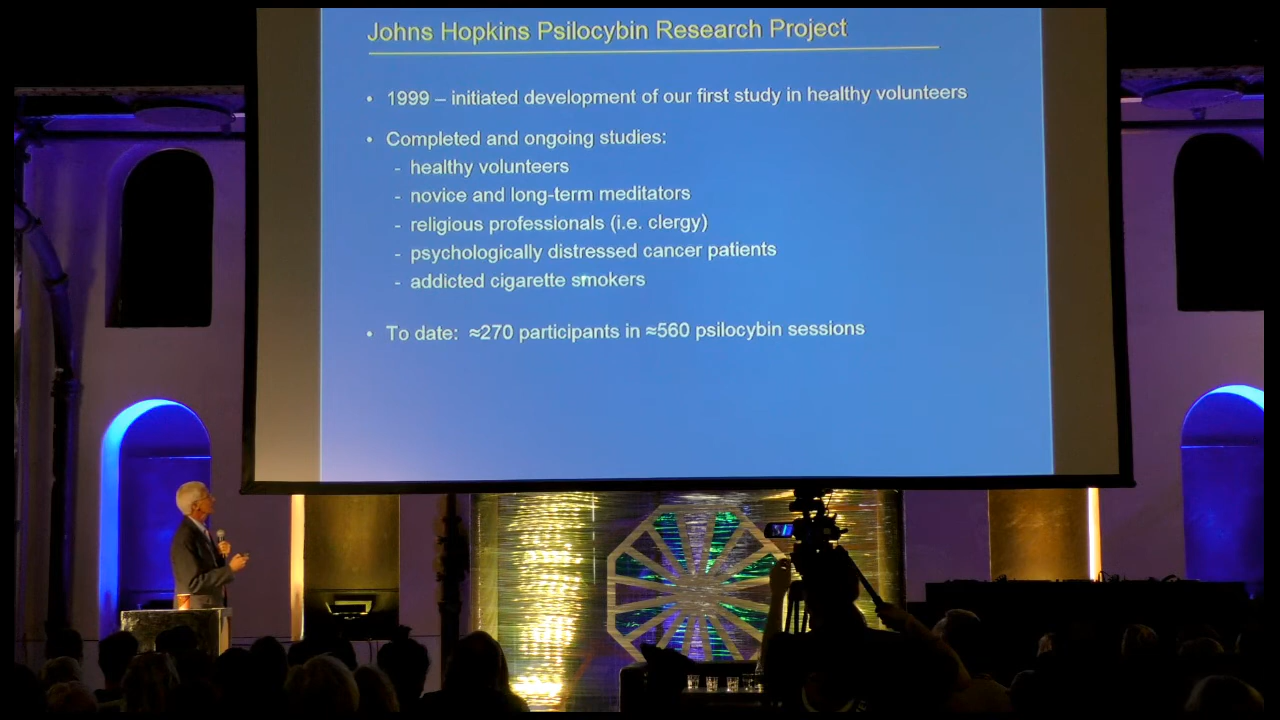 Johns Hopkins Psilocybin Research Project
• 1999 – initiated development of our first study in healthy volunteers
• Completed and ongoing studies:
- healthy volunteers
- novice and long-term meditators
- religious professionals (i.e. clergy)
- psychologically distressed cancer patients
- addicted cigarette smokers
• To date: ≈270 participants in ≈560 psilocybin sessions